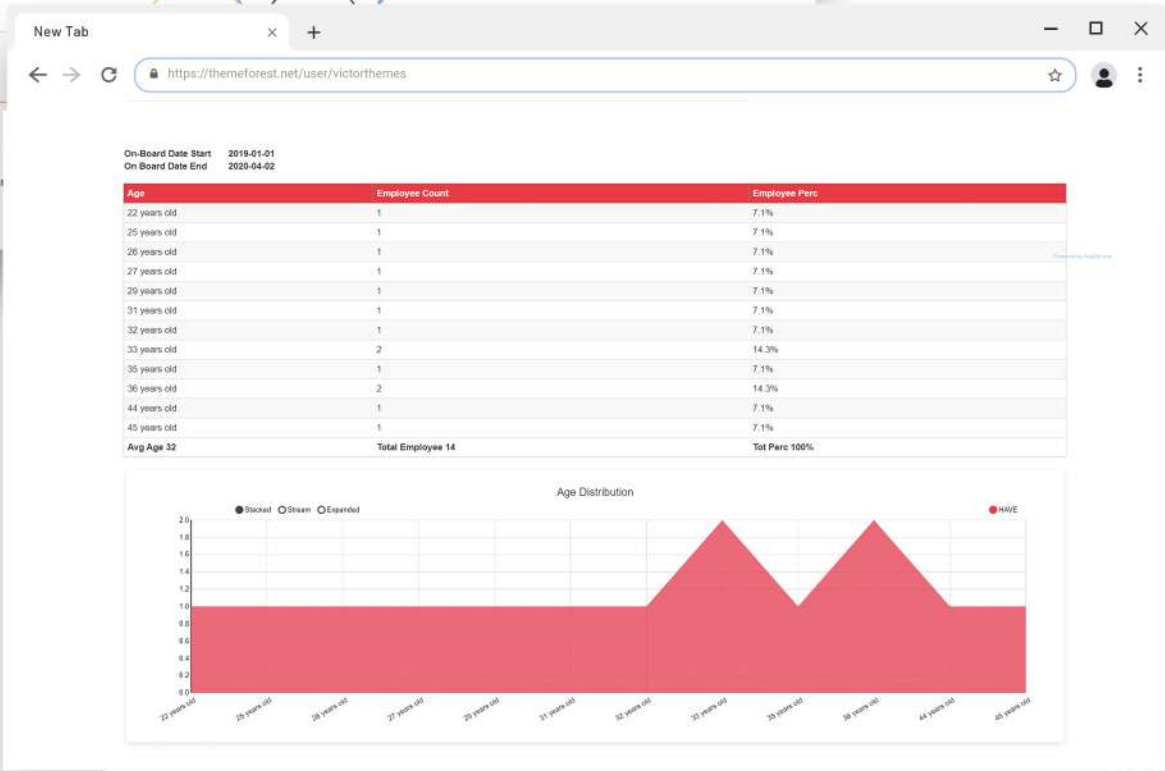 New Tab
https://themeforest.net/user/victorthemes
On-Board Date Start 2019-01-01
On Board Date End 2020-04-02
Age Employee Count Employee Perc
22 years old 1 7.1%
25 years old 1 7.1%
26 years old 1 7.1%
27 years old 1 7.1%
29 years old 1 7.1%
31 years old 1 7.1%
32 years old 1 7.1%
33 years old 2 14.3%
35 years old 1 7.1%
36 years old 2 14.3%
44 years old 1 7.1%
45 years old 1 7.1%
Avg Age 32 Total Employee 14 Tot Perc 100%
Age Distribution
Stacked Stream Expanded HAVE
2.0
1.8
1.6
1.4
1.2
1.0
0.8
0.6
0.4
0.2
0.0
22 years old 25 years old 26 years old 27 years old 29 years old 31 years old 32 years old 33 years old 35 years old 36 years old 44 years old 45 years old